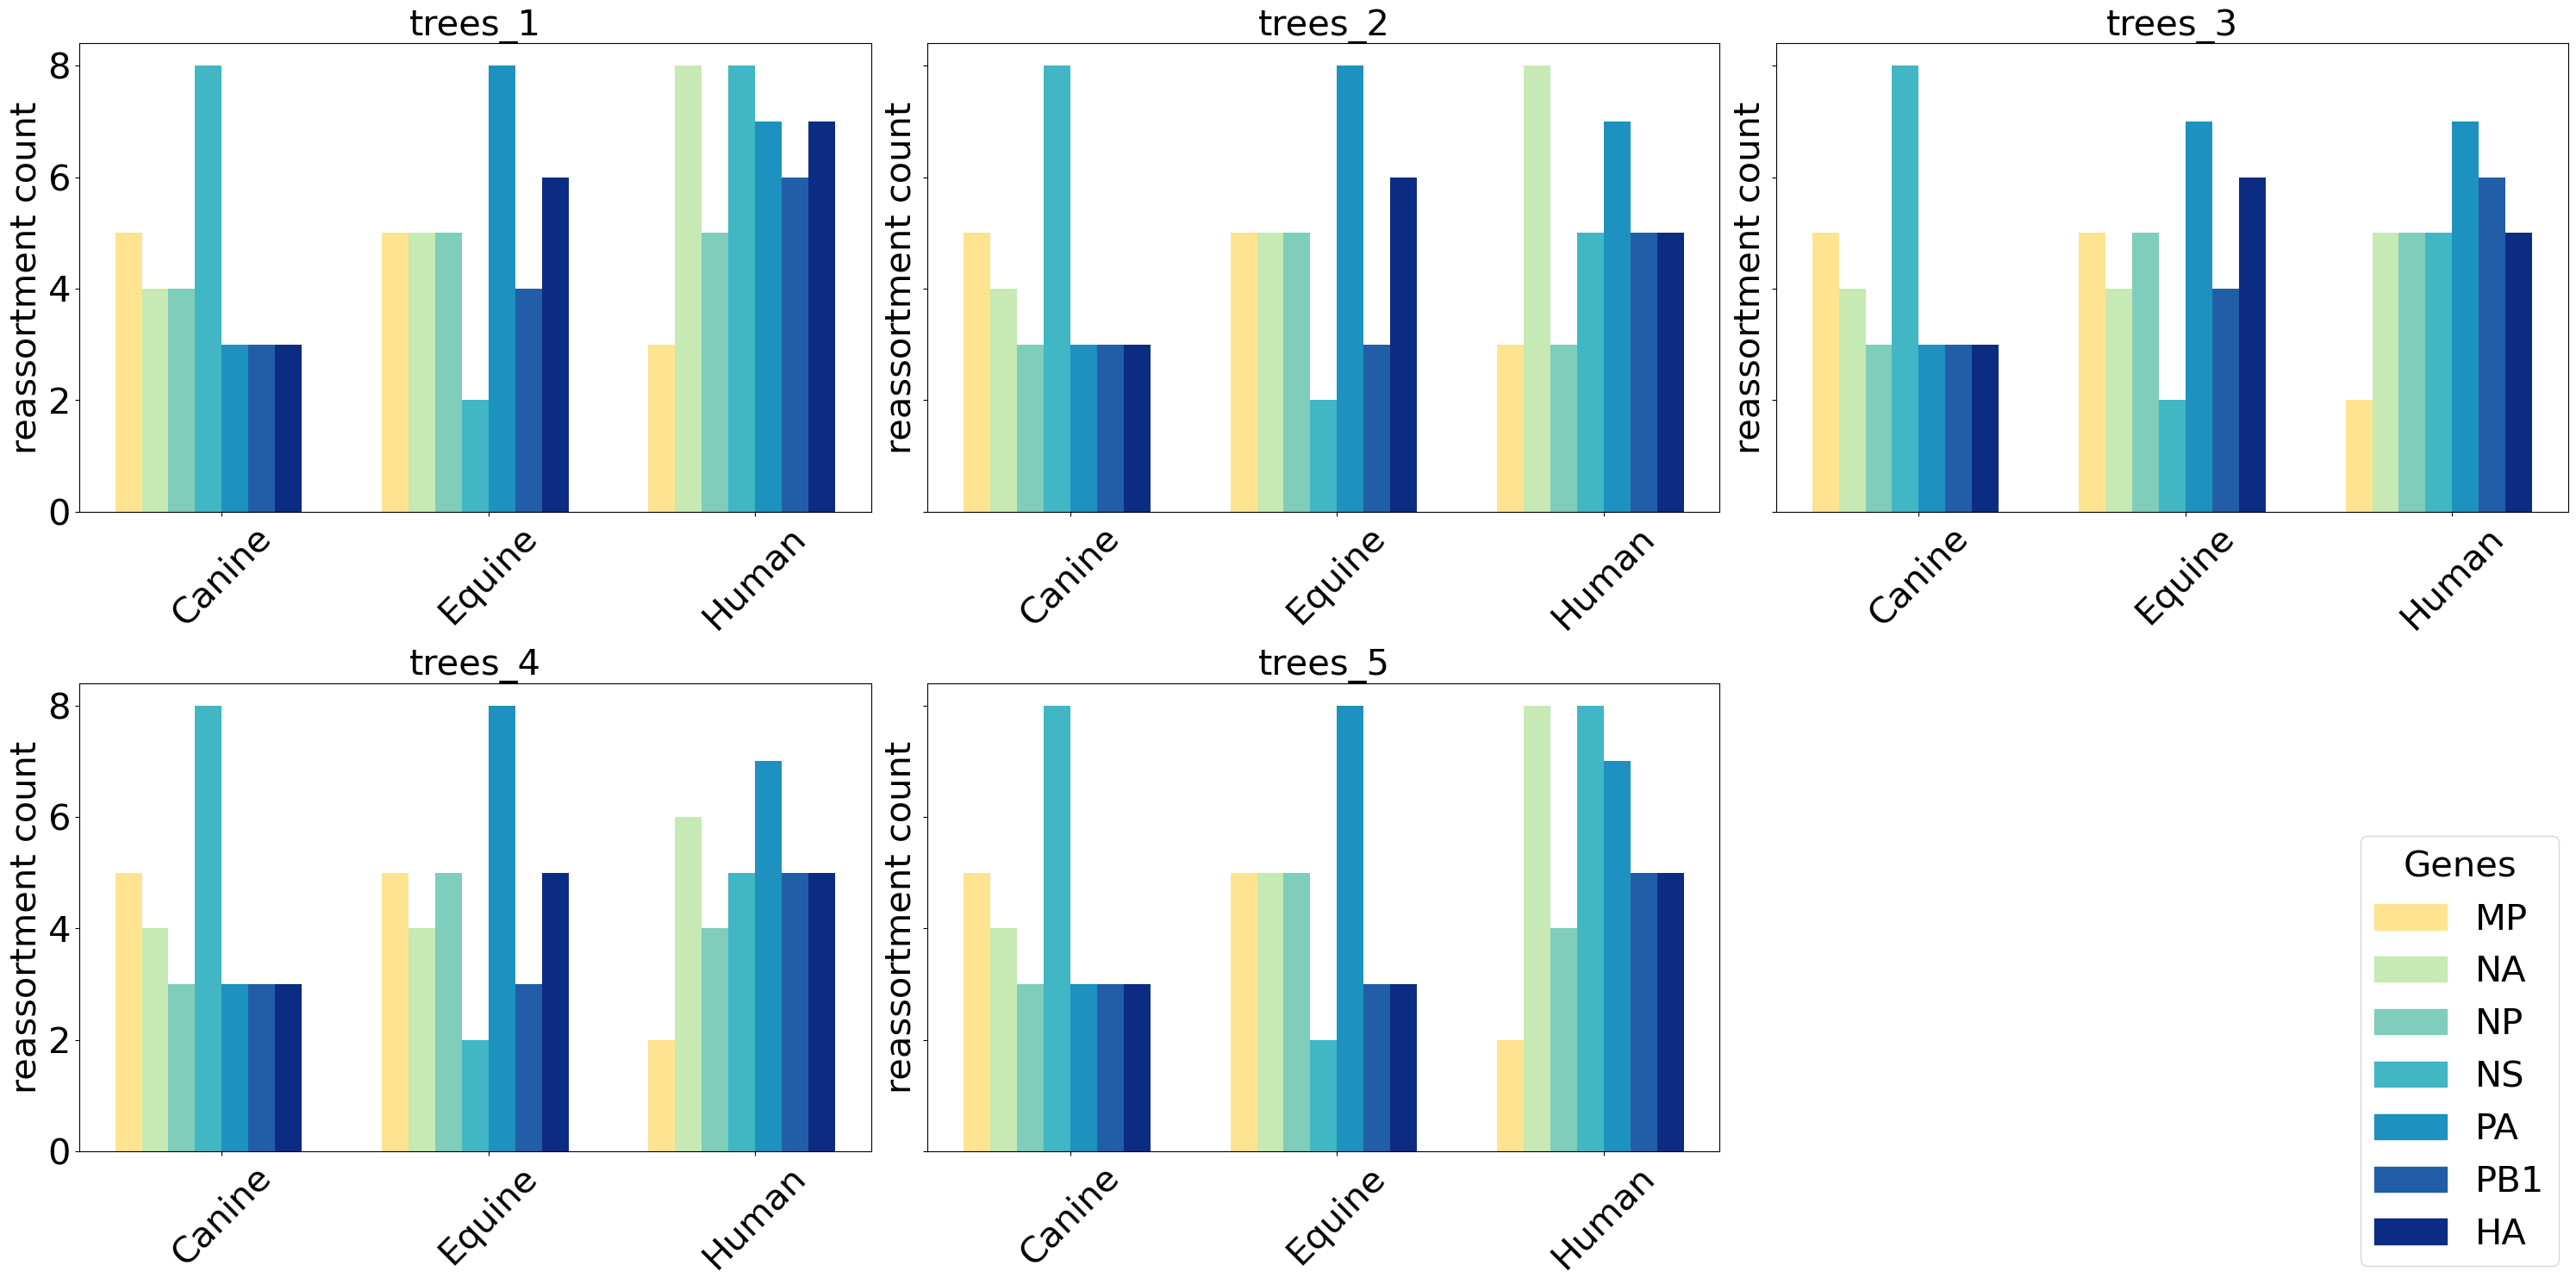 trees_1
trees_2
trees_3
reassortment count
8
6
4
2
0
Canine
Equine
Human
reassortment count
Canine
Equine
Human
reassortment count
Canine
Equine
Human
trees_4
trees_5
reassortment count
8
6
4
2
0
Canine
Equine
Human
reassortment count
Canine
Equine
Human
Genes
MP
NA
NP
NS
PA
PB1
HA